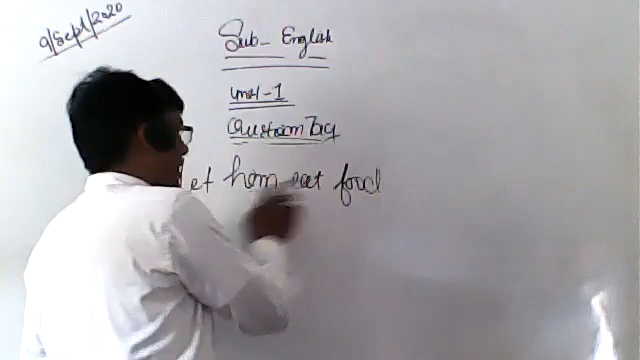 9/Sept/2020
Sub- English
Unit-1
Question Tag
et him eat food